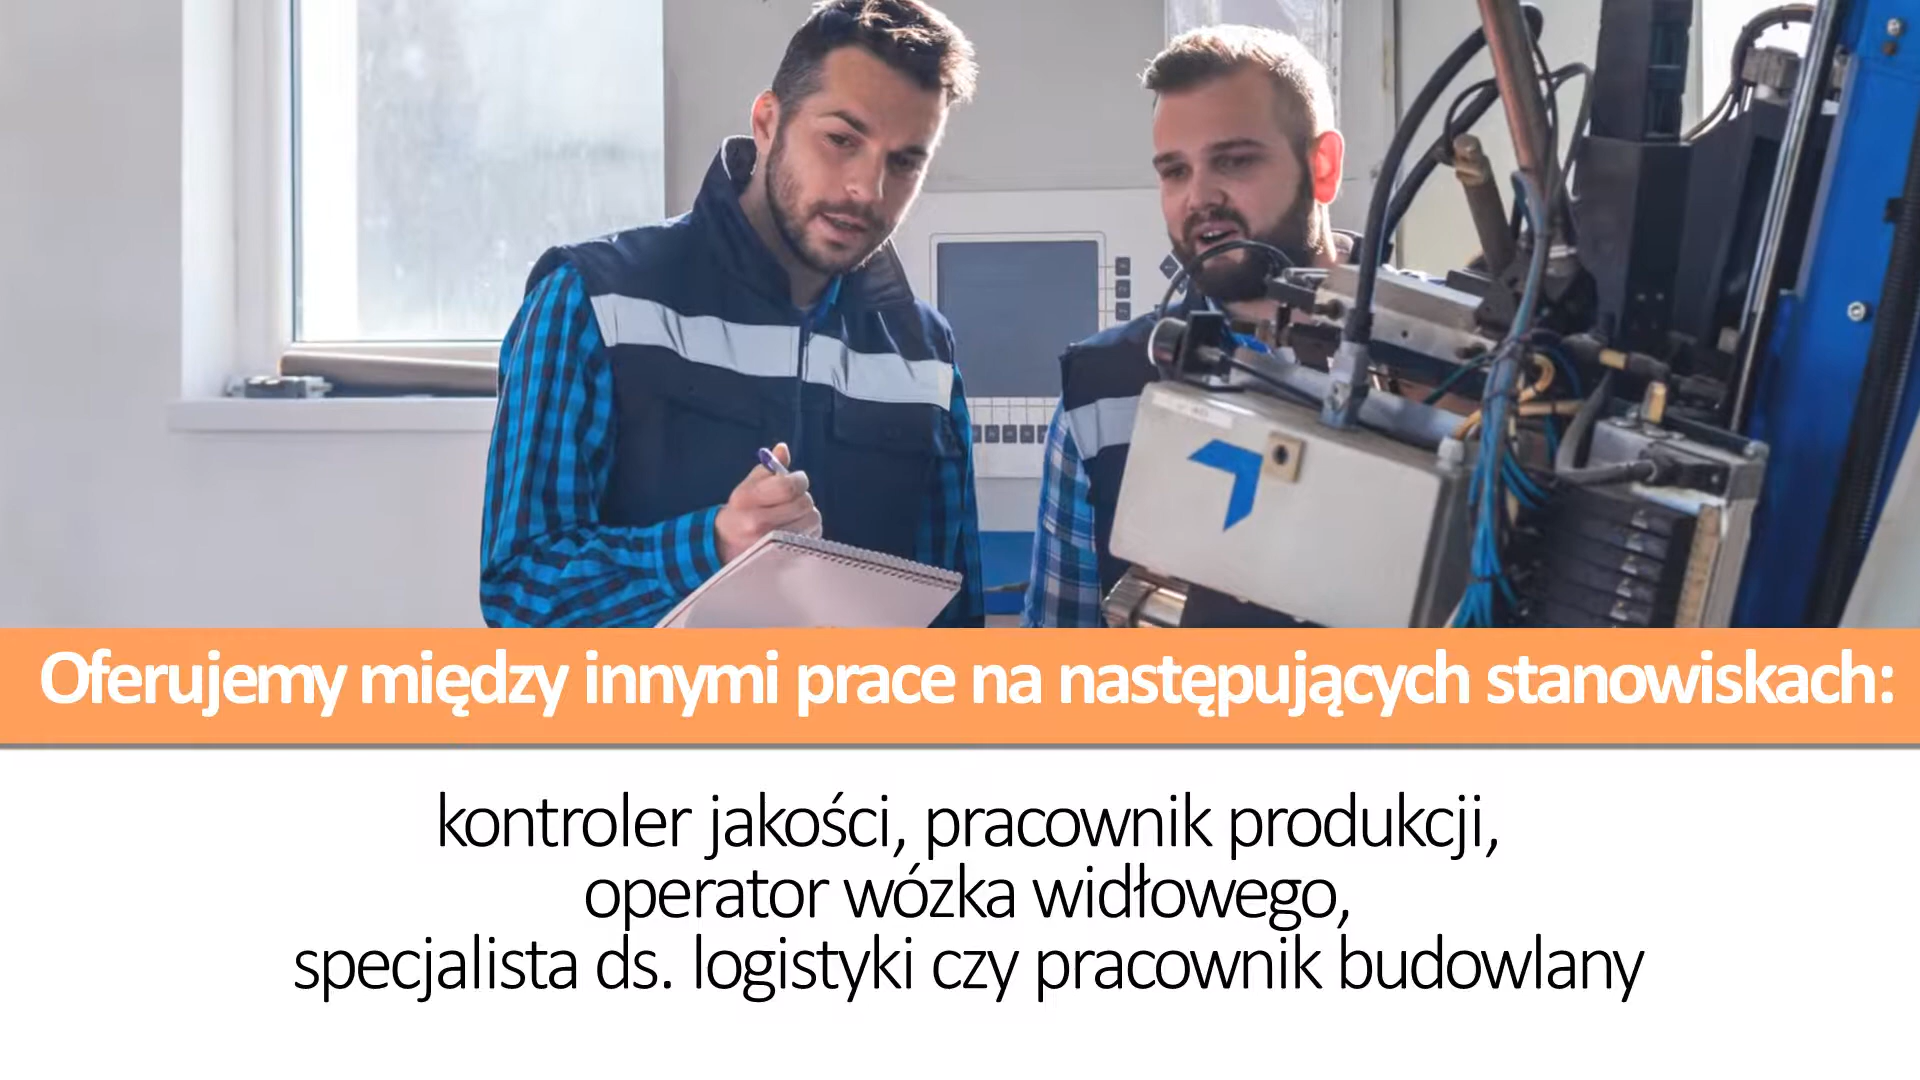 Oferujemy między innymi prace na następujących stanowiskach:
kontroler jakości, pracownik produkcji,
operator wózka widłowego,
specjalista ds. logistyki czy pracownik budowlany